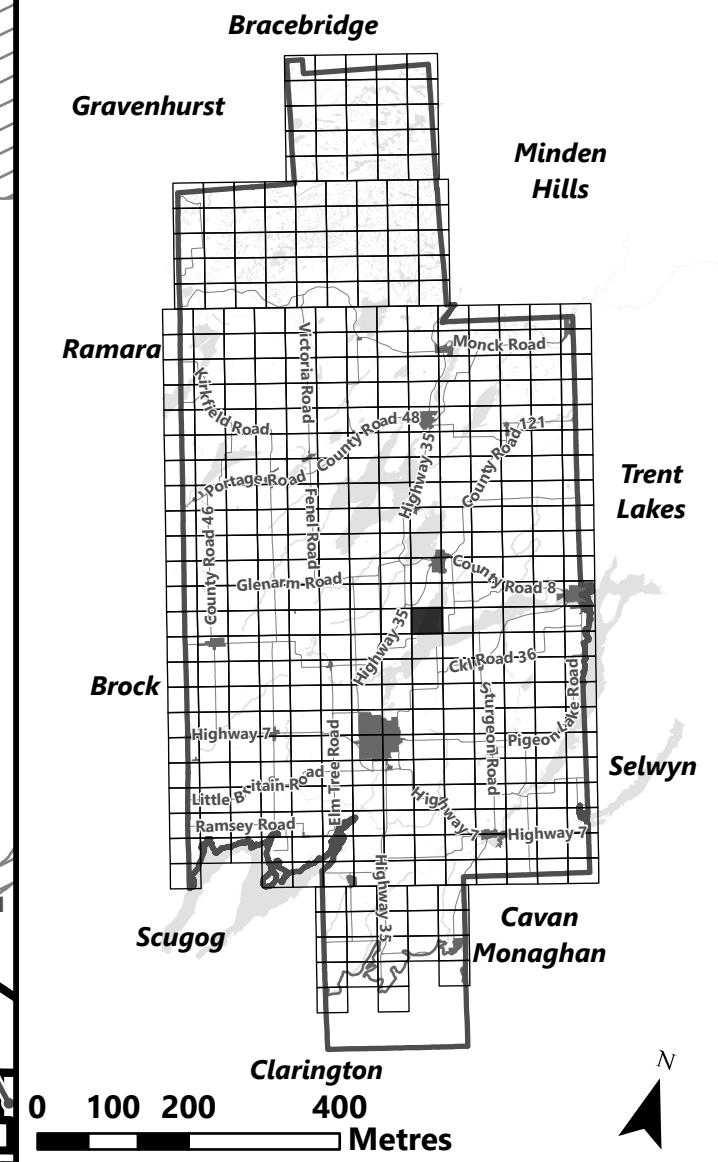 Bracebridge
Gravenhurst
Minden
Hills
Ramara
Monck Road
Victoria Road
Kirkfield Road
County Road 48
County Road 121
Highway 35
Trent
Lakes
Portage Road
Fenel Road
County Road 46
Glenarm Road
County Road 8
Highway 35
Ckl Road 36
Brock
Sturgeon Road
Pigeon Lake Road
Highway 7
Elm Tree Road
Selwyn
Little Britain Road
Highway 7
Ramsey Road
Highway 7
Highway 35
Scugog
Cavan
Monaghan
Clarington
N
0 100 200 400
Metres